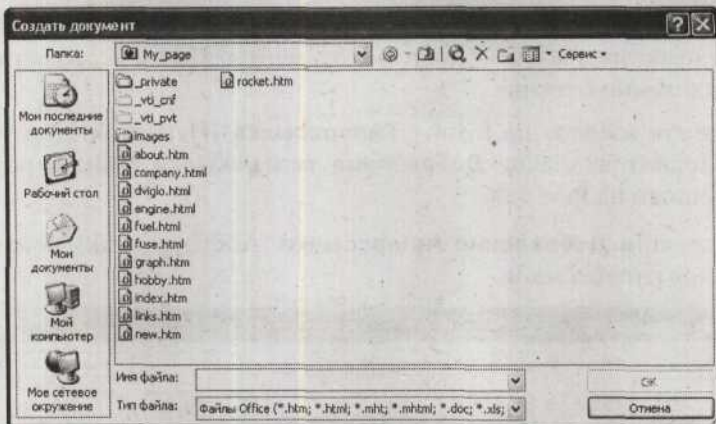 Создать документ
Папка:
My_page
Сервис
Мои последние документы
Рабочий стол
Мои документы
Мой компьютер
Мое сетевое окружение
_private
_vti_cnf
_vti_pvt
images
about.htm
company.html
dviglo.html
engine.html
fuel.html
fuse.html
graph.htm
hobby.htm
index.htm
links.htm
new.htm
rocket.htm
Имя файла:
OK
Тип файла:
Файлы Office (*.htm; *.html; *.mht; *.mhtml; *.doc; *.xls;
Отмена